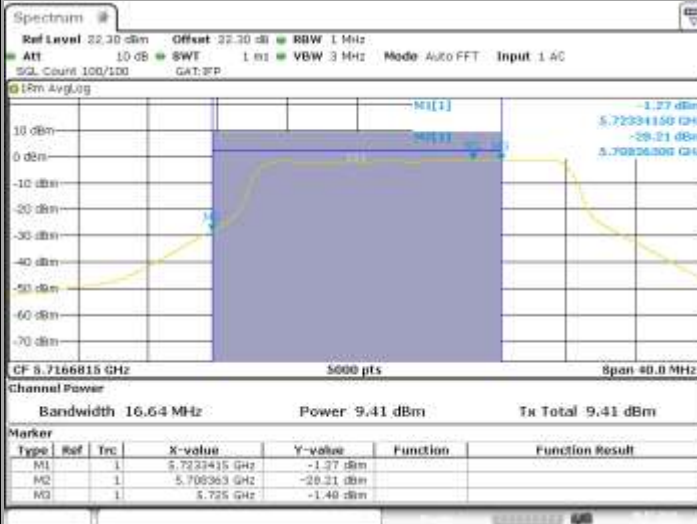 Spectrum
Ref Level 22.30 dBm Offset 22.30 dB RBW 1 MHz
Att 10 dB SWT 1 ms VBW 3 MHz Mode Auto FFT Input 1 AC
SGL Count 100/100 GAT:IFP
1Rm AvgLog
M1[1] -1.27 dBm
5.72334150 GHz
-28.21 dBm
5.70836300 GHz
10 dBm
0 dBm
-10 dBm
-20 dBm
-30 dBm
-40 dBm
-50 dBm
-60 dBm
-70 dBm
CF 5.7166815 GHz 5000 pts Span 40.0 MHz
Channel Power
Bandwidth 16.64 MHz Power 9.41 dBm Tx Total 9.41 dBm
Marker
Type Ref Trc X-value Y-value Function Function Result
M1 1 5.7233415 GHz -1.27 dBm
M2 1 5.708363 GHz -28.21 dBm
M3 1 5.725 GHz -1.40 dBm